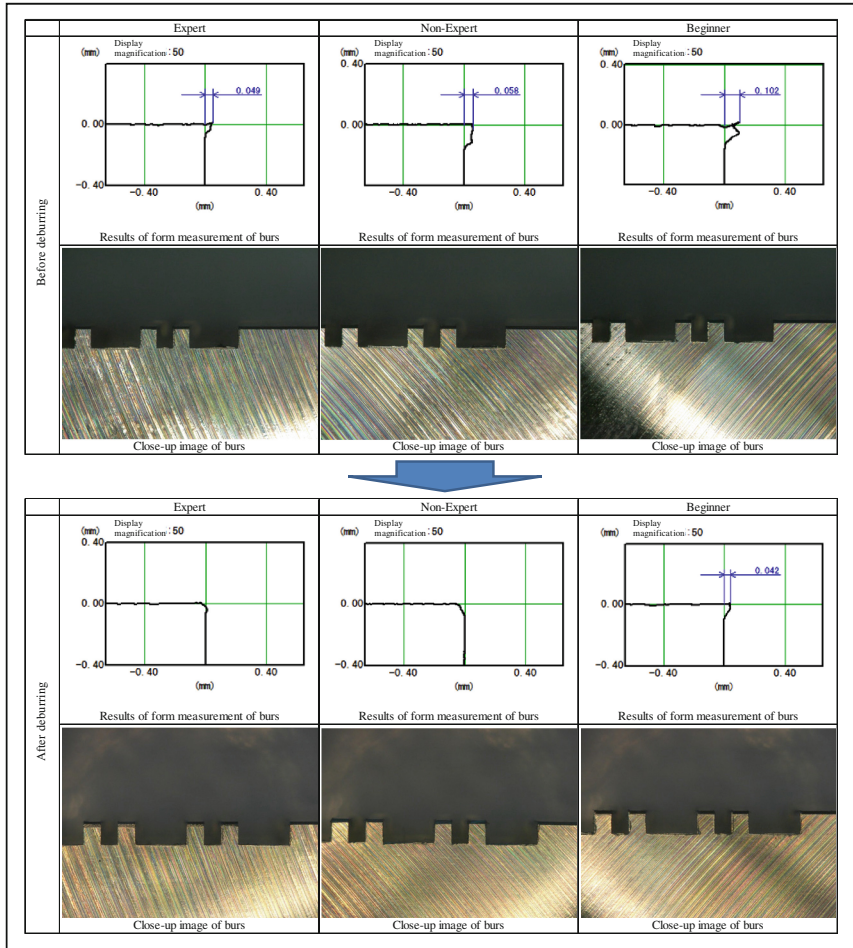 Expert Non-Expert Beginner
Before deburring
(mm) Display magnification : 50
0.049
0.00
-0.40
-0.40 0.40
(mm)
Results of form measurement of burs
(mm) Display magnification : 50
0.40
0.058
0.00
-0.40
-0.40 0.40
(mm)
Results of form measurement of burs
(mm) Display magnification : 50
0.40
0.102
0.00
-0.40
-0.40 0.40
(mm)
Results of form measurement of burs
Close-up image of burs Close-up image of burs Close-up image of burs
Expert Non-Expert Beginner
After deburring
(mm) Display magnification : 50
0.40
0.00
-0.40
-0.40 0.40
(mm)
Results of form measurement of burs
(mm) Display magnification : 50
0.40
0.00
-0.40
-0.40 0.40
(mm)
Results of form measurement of burs
(mm) Display magnification : 50
0.40
0.042
0.00
-0.40
-0.40 0.40
(mm)
Results of form measurement of burs
Close-up image of burs Close-up image of burs Close-up image of burs